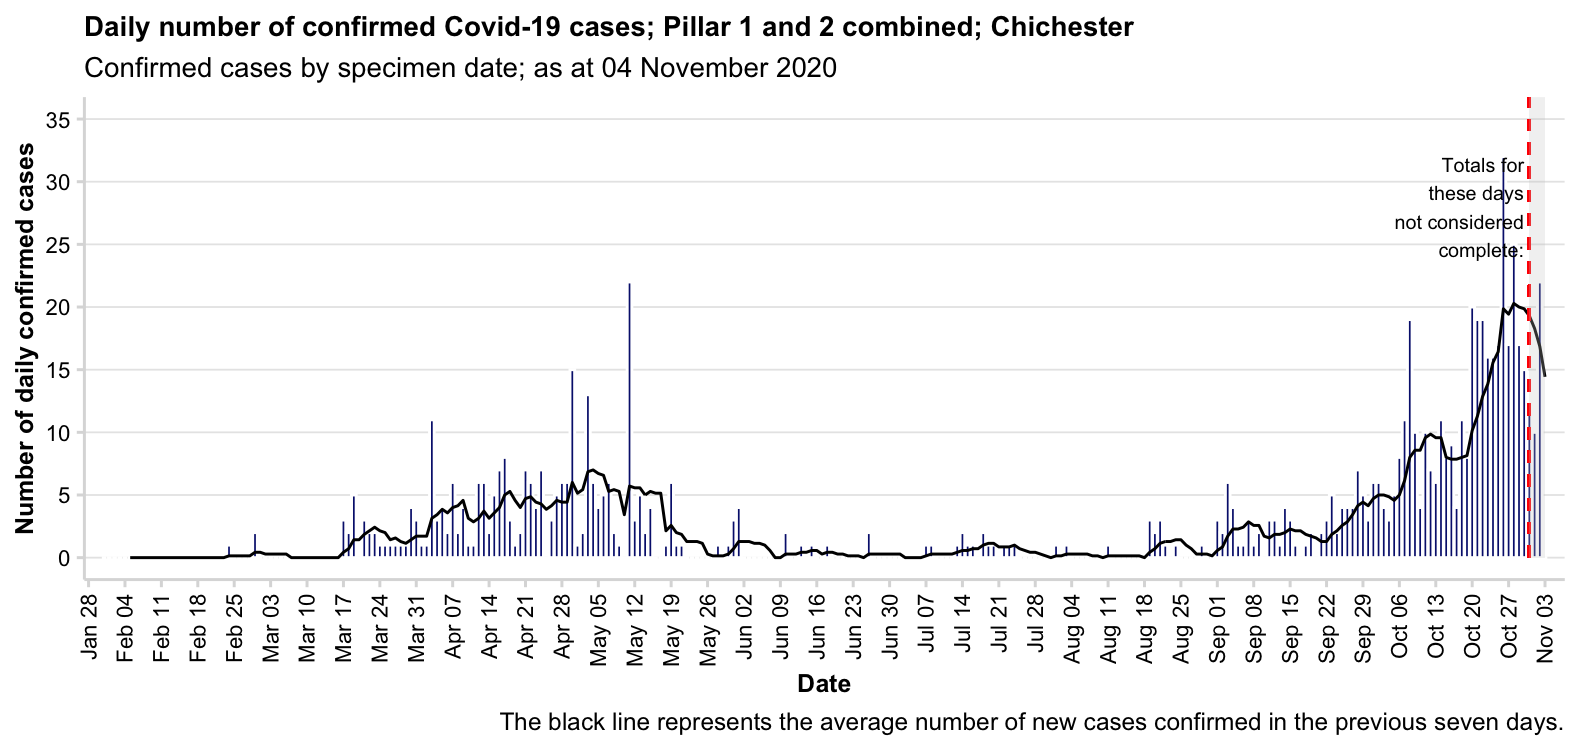 Daily number of confirmed Covid-19 cases; Pillar 1 and 2 combined; Chichester
Confirmed cases by specimen date; as at 04 November 2020
Number of daily confirmed cases
35
30
25
20
15
10
5
0
Totals for
these days
not considered
complete:
Jan 28
Feb 04
Feb 11
Feb 18
Feb 25
Mar 03
Mar 10
Mar 17
Mar 24
Mar 31
Apr 07
Apr 14
Apr 21
Apr 28
May 05
May 12
May 19
May 26
Jun 02
Jun 09
Jun 16
Jun 23
Jun 30
Jul 07
Jul 14
Jul 21
Jul 28
Aug 04
Aug 11
Aug 18
Aug 25
Sep 01
Sep 08
Sep 15
Sep 22
Sep 29
Oct 06
Oct 13
Oct 20
Oct 27
Nov 03
Date
The black line represents the average number of new cases confirmed in the previous seven days.